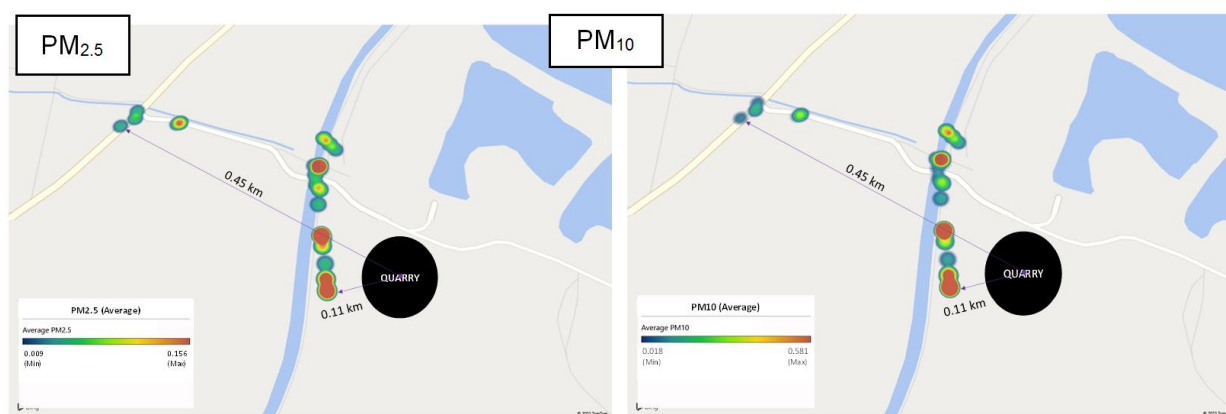 PM2.5
0.45 km
QUARRY
0.11 km
PM2.5 (Average)
Average PM2.5
0.009
(Min)
0.156
(Max)
PM10
0.45 km
QUARRY
0.11 km
PM10 (Average)
Average PM10
0.018
(Min)
0.581
(Max)